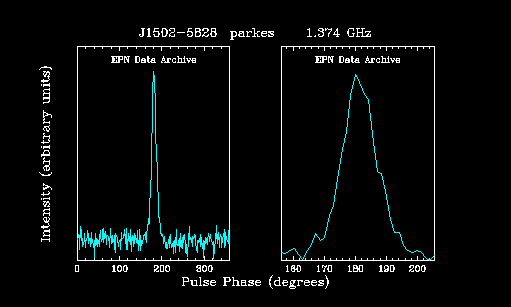 J1502-5828 parkes 1.374 GHz
EPN Data Archive
EPN Data Archive
Intensity (arbitrary units)
0 100 200 300
160 170 180 190 200
Pulse Phase (degrees)